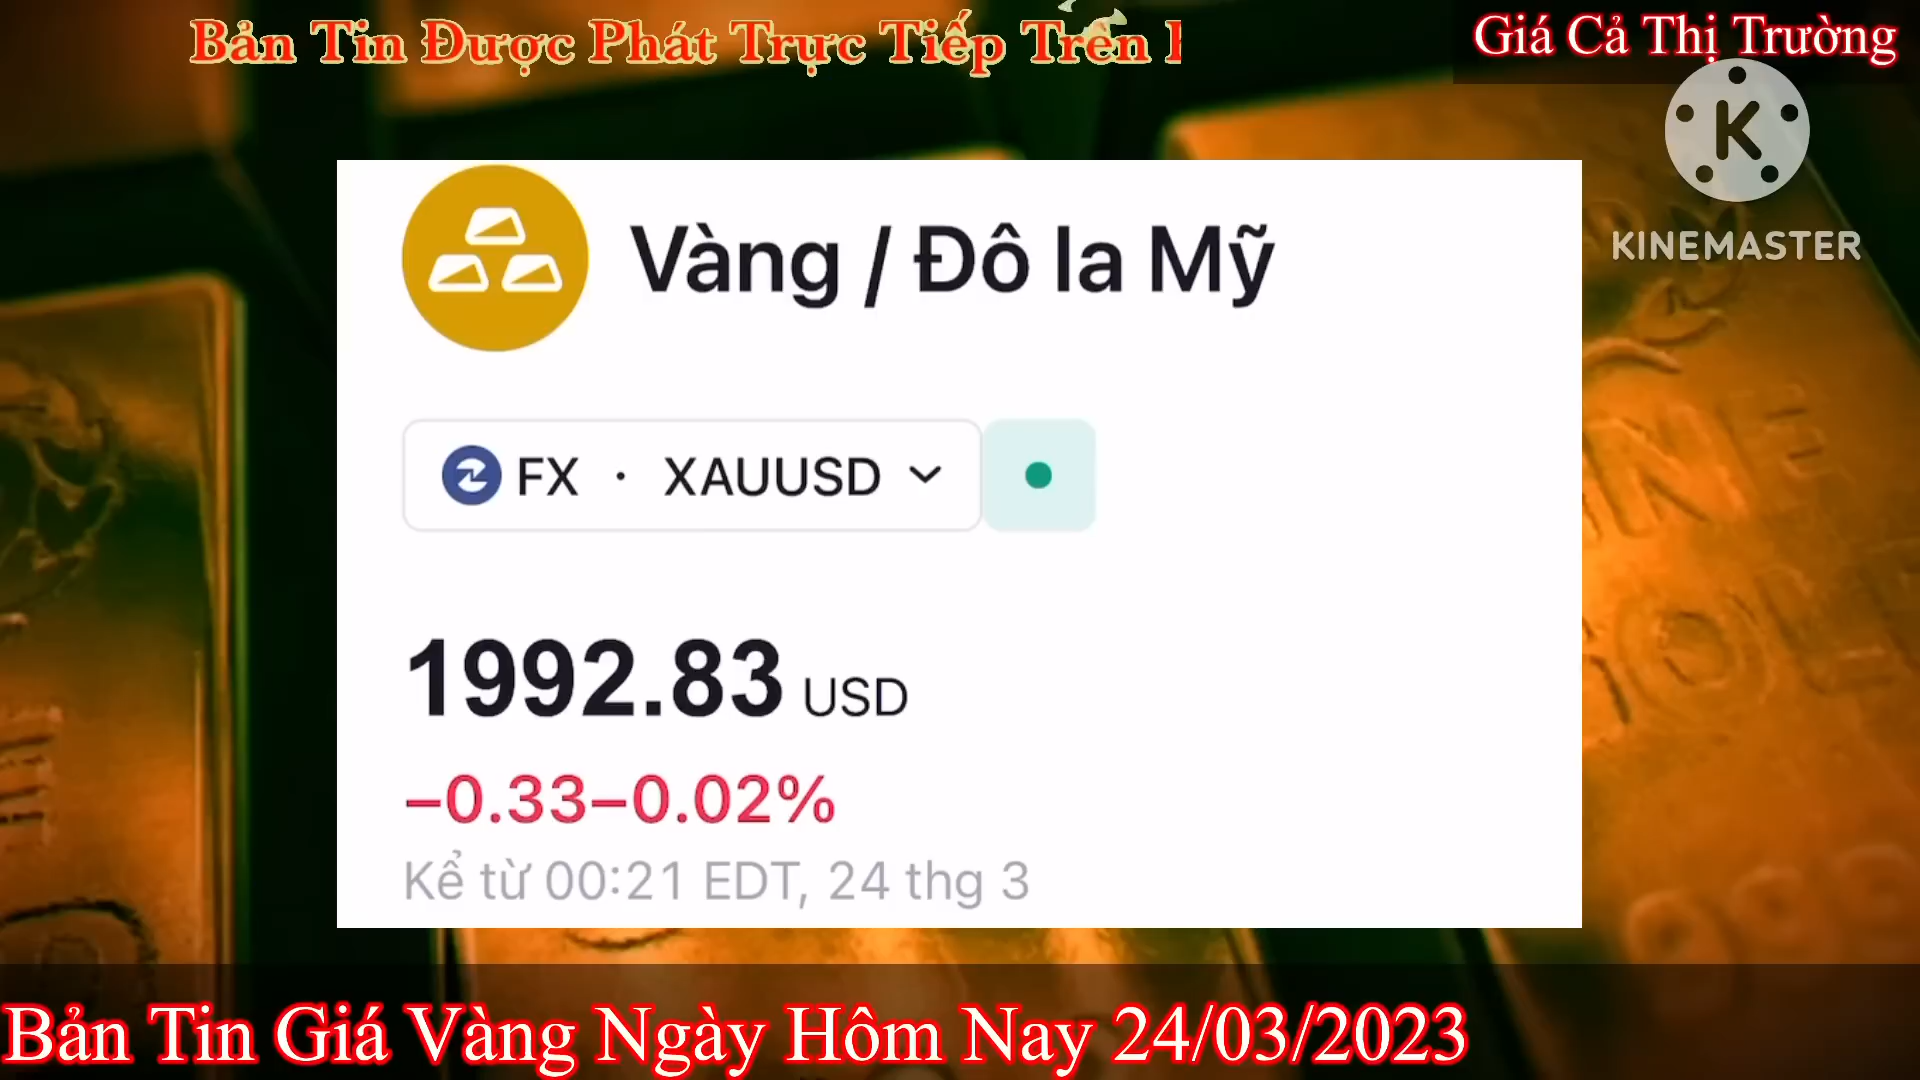 Bản Tin Được Phát Trực Tiếp Trên
Giá Cả Thị Trường
K
KINEMASTER
Vàng / Đô la Mỹ
FX · XAUUSD
1992.83 USD
−0.33−0.02%
Kể từ 00:21 EDT, 24 thg 3
Bản Tin Giá Vàng Ngày Hôm Nay 24/03/2023